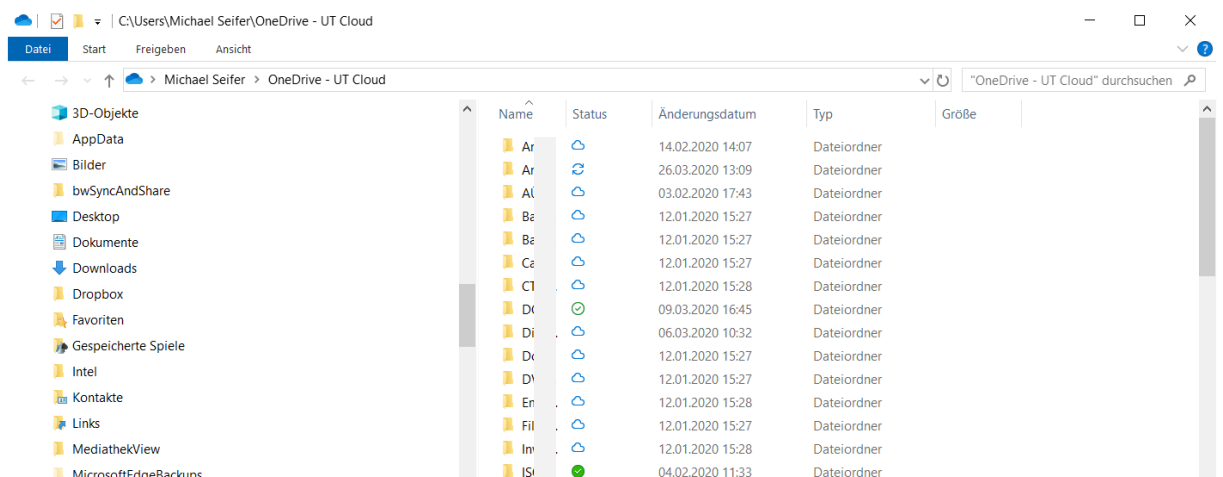 C:\Users\Michael Seifer\OneDrive - UT Cloud
Datei Start Freigeben Ansicht
Michael Seifer > OneDrive - UT Cloud "OneDrive - UT Cloud" durchsuchen
3D-Objekte
AppData
Bilder
bwSyncAndShare
Desktop
Dokumente
Downloads
Dropbox
Favoriten
Gespeicherte Spiele
Intel
Kontakte
Links
MediathekView
MicrosoftEdgeBackups
Name Status Änderungsdatum Typ Größe
14.02.2020 14:07 Dateiordner
26.03.2020 13:09 Dateiordner
03.02.2020 17:43 Dateiordner
12.01.2020 15:27 Dateiordner
12.01.2020 15:27 Dateiordner
12.01.2020 15:27 Dateiordner
12.01.2020 15:28 Dateiordner
09.03.2020 16:45 Dateiordner
06.03.2020 10:32 Dateiordner
12.01.2020 15:27 Dateiordner
12.01.2020 15:27 Dateiordner
12.01.2020 15:28 Dateiordner
12.01.2020 15:27 Dateiordner
12.01.2020 15:28 Dateiordner
04.02.2020 11:33 Dateiordner